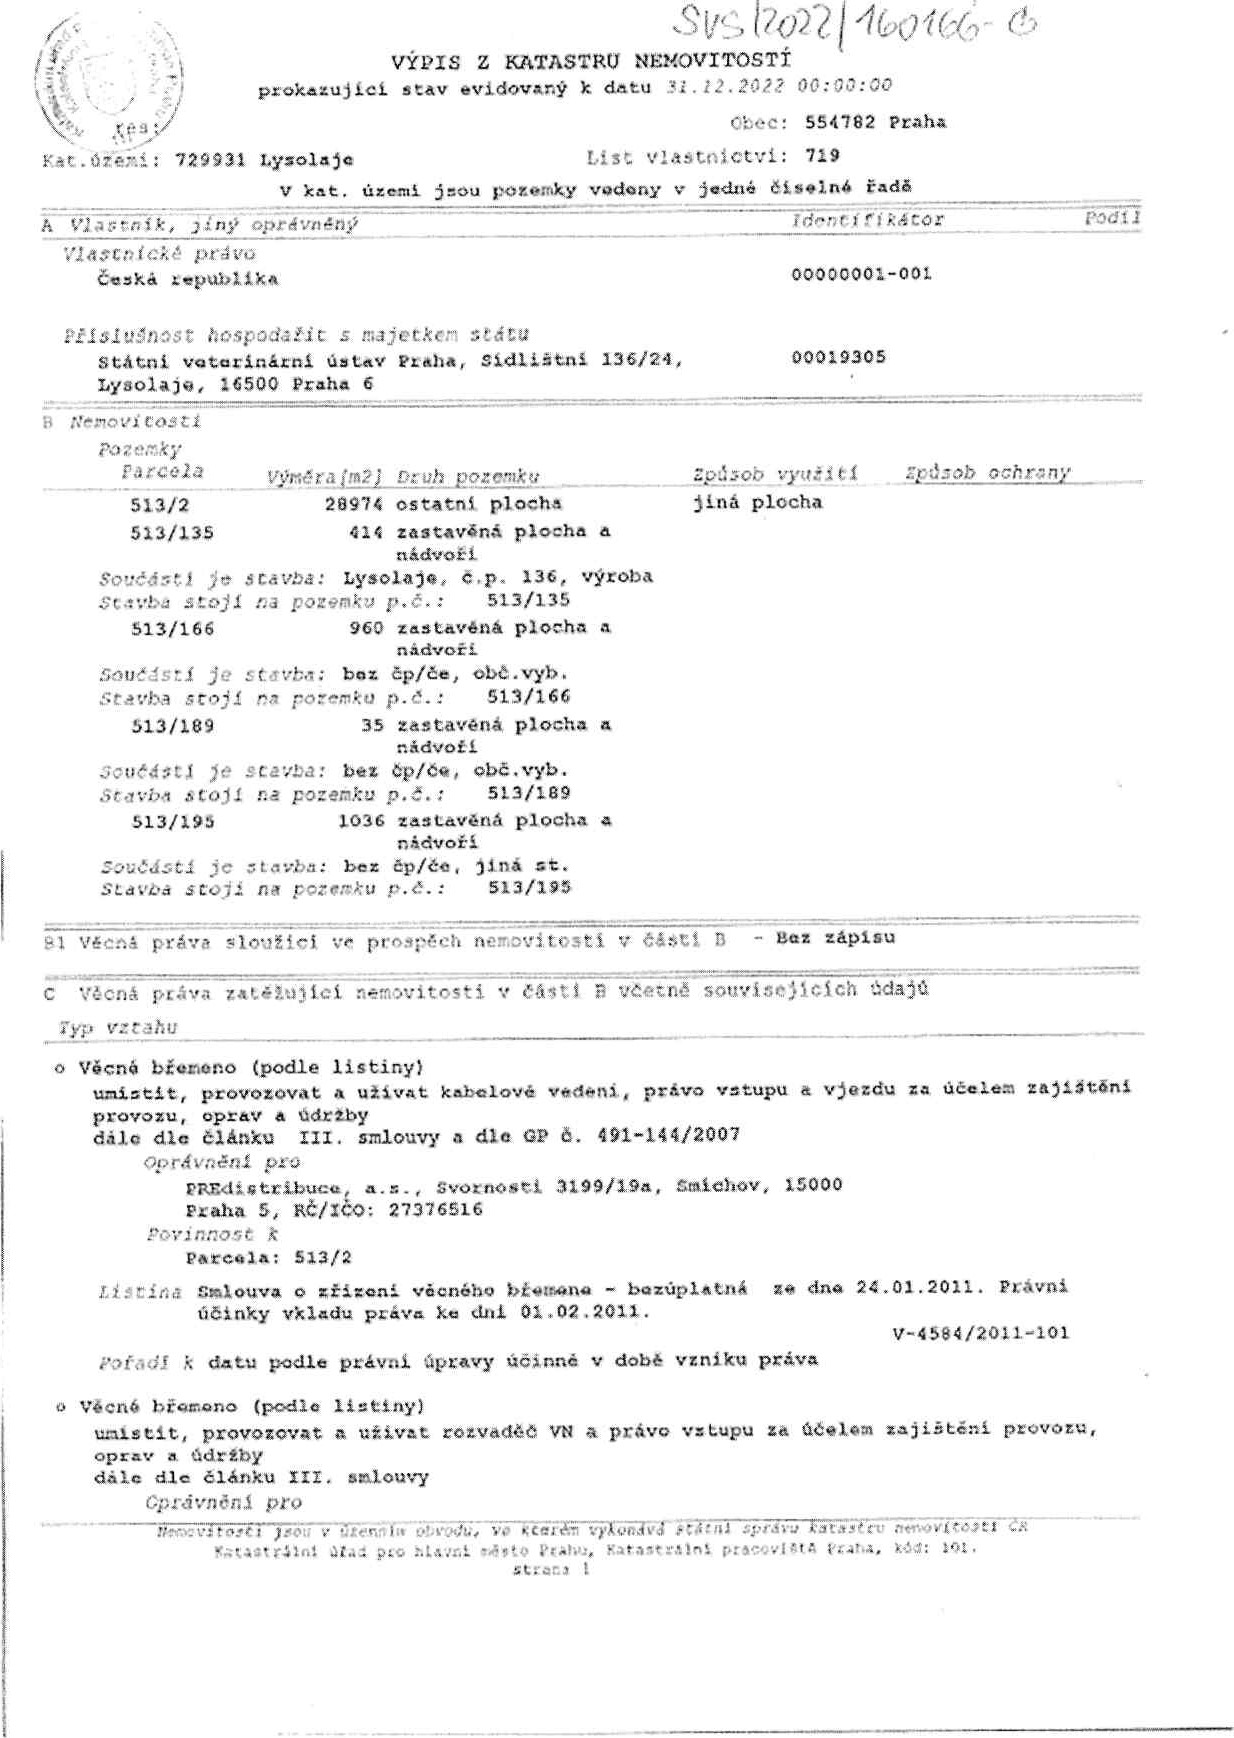 SVS/2022/160166-G
VÝPIS Z KATASTRU NEMOVITOSTÍ
prokazující stav evidovaný k datu 31.12.2022 00:00:00
Okres:
Obec: 554782 Praha
Kat.území: 729931 Lysolaje List vlastnictví: 719
V kat. území jsou pozemky vedeny v jedné číselné řadě
A Vlastník, jiný oprávněný Identifikátor Podíl
Vlastnické právo
Česká republika 00000001-001
Příslušnost hospodařit s majetkem státu
Státní veterinární ústav Praha, Sídlištní 136/24, 00019305
Lysolaje, 16500 Praha 6
B Nemovitosti
Pozemky
Parcela Výměra[m2] Druh pozemku Způsob využití Způsob ochrany
513/2 28974 ostatní plocha jiná plocha
513/135 414 zastavěná plocha a
nádvoří
Součástí je stavba: Lysolaje, č.p. 136, výroba
Stavba stojí na pozemku p.č.: 513/135
513/166 960 zastavěná plocha a
nádvoří
Součástí je stavba: bez čp/če, obč.vyb.
Stavba stojí na pozemku p.č.: 513/166
513/189 35 zastavěná plocha a
nádvoří
Součástí je stavba: bez čp/če, obč.vyb.
Stavba stojí na pozemku p.č.: 513/189
513/195 1036 zastavěná plocha a
nádvoří
Součástí je stavba: bez čp/če, jiná st.
Stavba stojí na pozemku p.č.: 513/195
B1 Věcná práva sloužící ve prospěch nemovitostí v části B - Bez zápisu
C Věcná práva zatěžující nemovitosti v části B včetně souvisejících údajů
Typ vztahu
o Věcné břemeno (podle listiny)
umístit, provozovat a užívat kabelové vedení, právo vstupu a vjezdu za účelem zajištění
provozu, oprav a údržby
dále dle článku III. smlouvy a dle GP č. 491-144/2007
Oprávnění pro
PREdistribuce, a.s., Svornosti 3199/19a, Smíchov, 15000
Praha 5, RČ/IČO: 27376516
Povinnost k
Parcela: 513/2
Listina Smlouva o zřízení věcného břemene - bezúplatná ze dne 24.01.2011. Právní
účinky vkladu práva ke dni 01.02.2011.
V-4584/2011-101
Pořadí k datu podle právní úpravy účinné v době vzniku práva
o Věcné břemeno (podle listiny)
umístit, provozovat a užívat rozvaděč VN a právo vstupu za účelem zajištění provozu,
oprav a údržby
dále dle článku III. smlouvy
Oprávnění pro
Nemovitosti jsou v územním obvodu, ve kterém vykonává státní správu katastru nemovitostí ČR
Katastrální úřad pro hlavní město Prahu, Katastrální pracoviště Praha, kód: 101.
strana 1